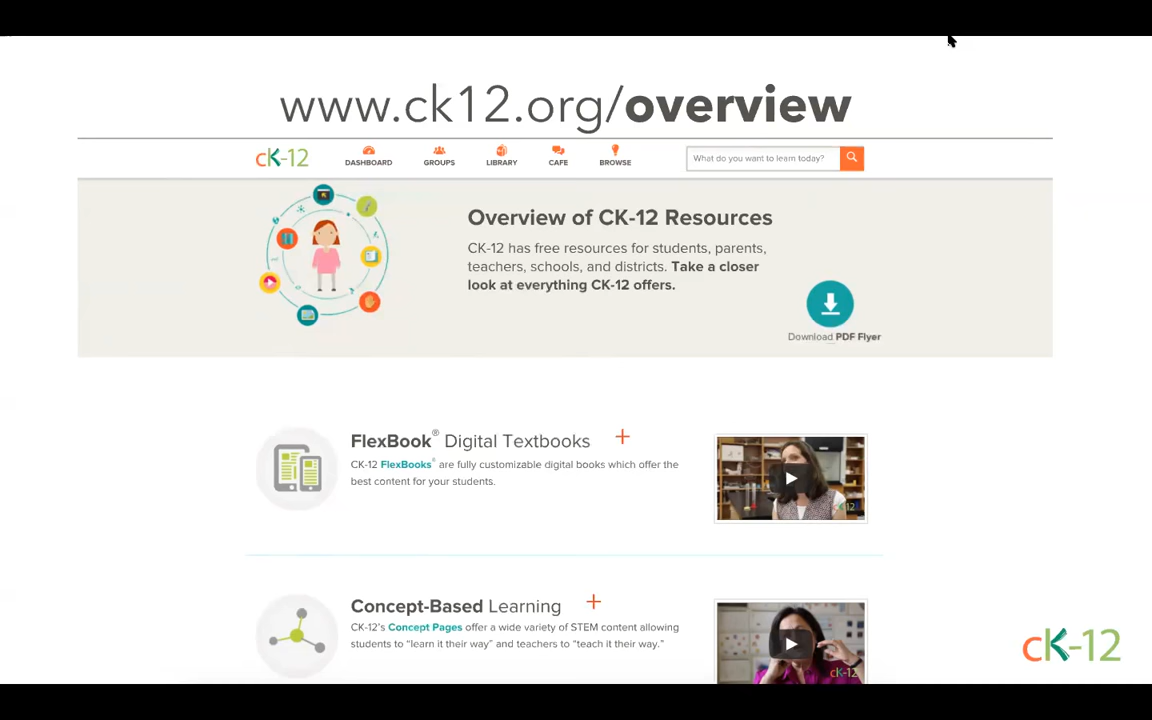 www.ck12.org/overview
cK-12
DASHBOARD
GROUPS
LIBRARY
CAFE
BROWSE
What do you want to learn today?
Overview of CK-12 Resources
CK-12 has free resources for students, parents,
teachers, schools, and districts. Take a closer
look at everything CK-12 offers.
Download PDF Flyer
FlexBook® Digital Textbooks
CK-12 FlexBooks® are fully customizable digital books which offer the
best content for your students.
cK-12
Concept-Based Learning
CK-12's Concept Pages offer a wide variety of STEM content allowing
students to “learn it their way” and teachers to “teach it their way.”
cK-12
cK-12